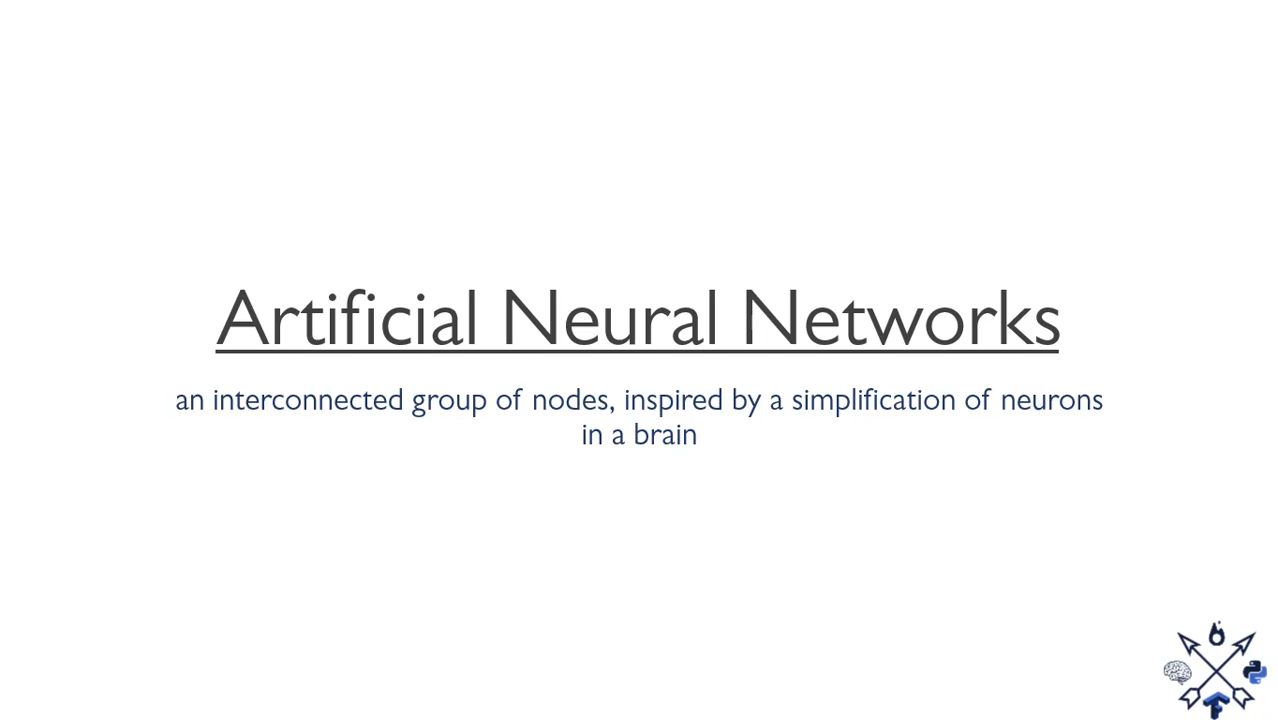 Artificial Neural Networks
an interconnected group of nodes, inspired by a simplification of neurons
in a brain